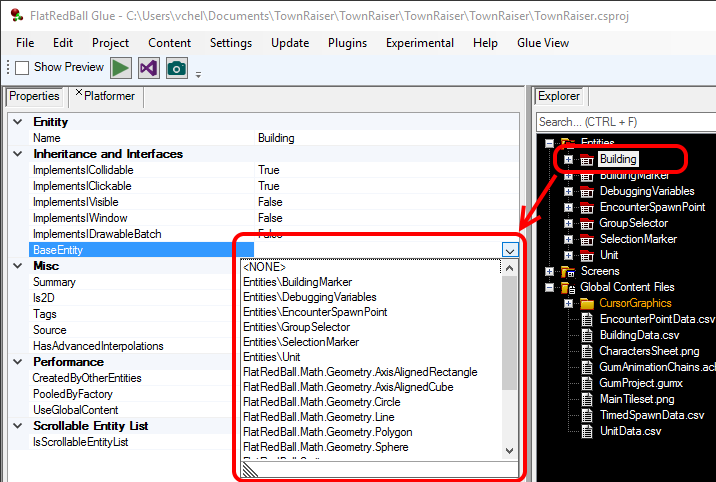 FlatRedBall Glue - C:\Users\vchel\Documents\TownRaiser\TownRaiser\TownRaiser\TownRaiser\TownRaiser.csproj
File Edit Project Content Settings Update Plugins Experimental Help Glue View
Show Preview
Properties Platformer
Entity
Name Building
Inheritance and Interfaces
ImplementsICollidable True
ImplementsIClickable True
ImplementsIVisible False
ImplementsIWindow False
ImplementsIDrawableBatch False
BaseEntity
<NONE>
Entities\BuildingMarker
Entities\DebuggingVariables
Entities\EncounterSpawnPoint
Entities\GroupSelector
Entities\SelectionMarker
Entities\Unit
FlatRedBall.Math.Geometry.AxisAlignedRectangle
FlatRedBall.Math.Geometry.AxisAlignedCube
FlatRedBall.Math.Geometry.Circle
FlatRedBall.Math.Geometry.Line
FlatRedBall.Math.Geometry.Polygon
FlatRedBall.Math.Geometry.Sphere
Misc
Summary
Is2D
Tags
Source
HasAdvancedInterpolations
Performance
CreatedByOtherEntities
PooledByFactory
UseGlobalContent
Scrollable Entity List
IsScrollableEntityList
Explorer
Search... (CTRL + F)
Entities
Building
BuildingMarker
DebuggingVariables
EncounterSpawnPoint
GroupSelector
SelectionMarker
Unit
Screens
Global Content Files
CursorGraphics
EncounterPointData.csv
BuildingData.csv
CharactersSheet.png
GumAnimationChains.ach
GumProject.gumx
MainTileset.png
TimedSpawnData.csv
UnitData.csv